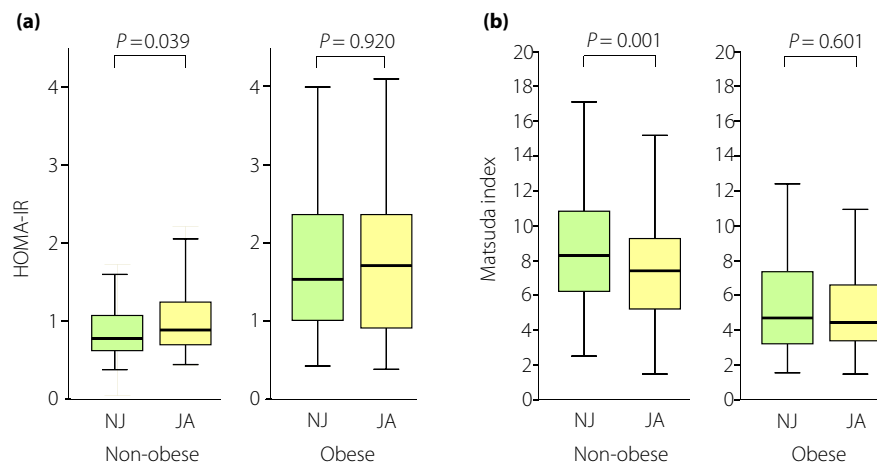 (a)
P = 0.039
P = 0.920
HOMA-IR
4
3
2
1
0
4
3
2
1
0
NJ JA
NJ JA
Non-obese
Obese
(b)
P = 0.001
P = 0.601
Matsuda index
20
18
16
14
12
10
8
6
4
2
0
20
18
16
14
12
10
8
6
4
2
0
NJ JA
NJ JA
Non-obese
Obese